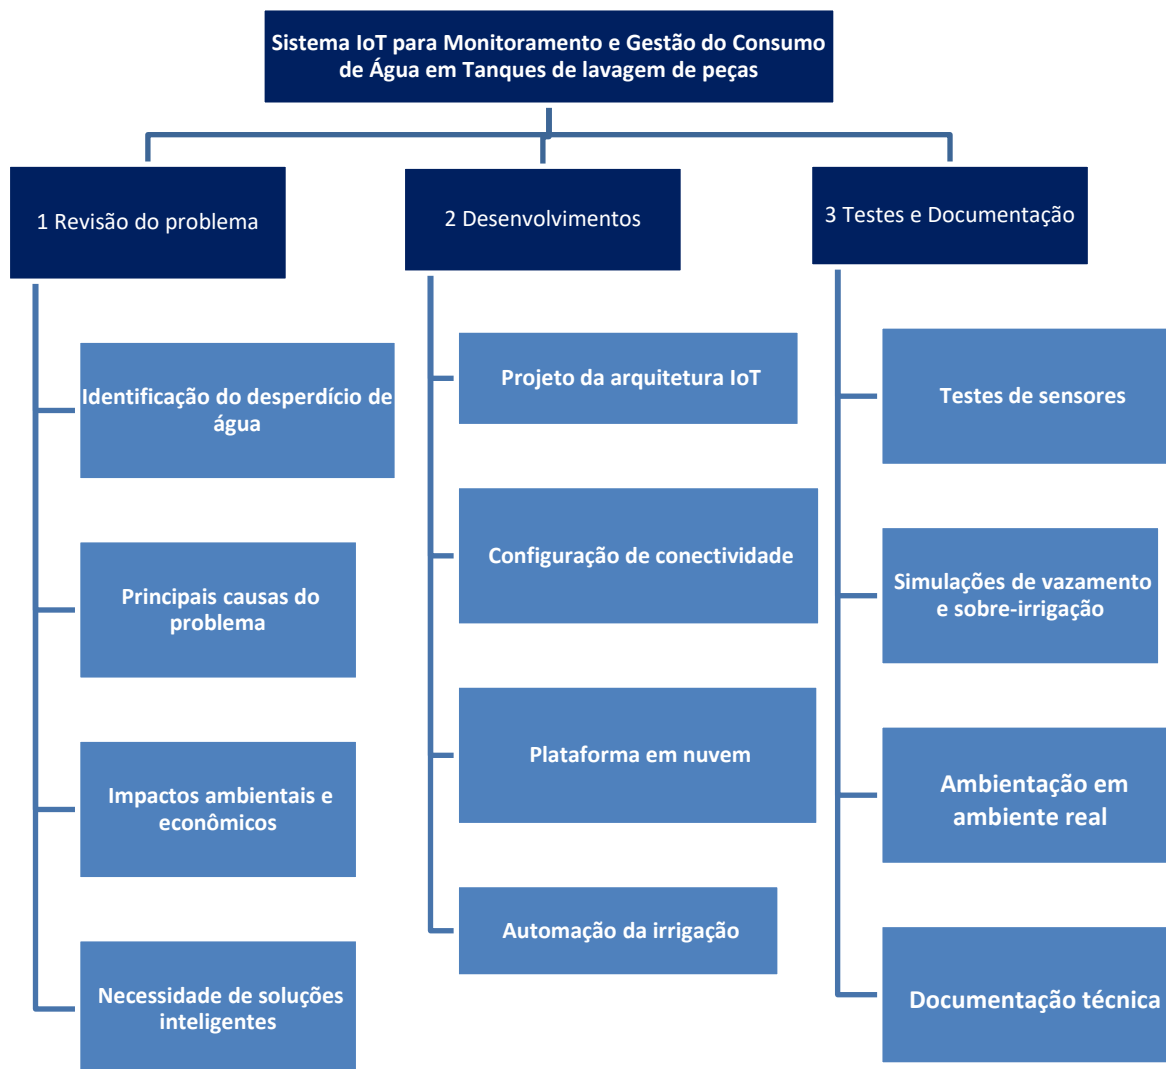 Sistema IoT para Monitoramento e Gestão do Consumo
de Água em Tanques de lavagem de peças
1 Revisão do problema
Identificação do desperdício de
água
Principais causas do
problema
Impactos ambientais e
econômicos
Necessidade de soluções
inteligentes
2 Desenvolvimentos
Projeto da arquitetura IoT
Configuração de conectividade
Plataforma em nuvem
Automação da irrigação
3 Testes e Documentação
Testes de sensores
Simulações de vazamento
e sobre-irrigação
Ambientação em
ambiente real
Documentação técnica